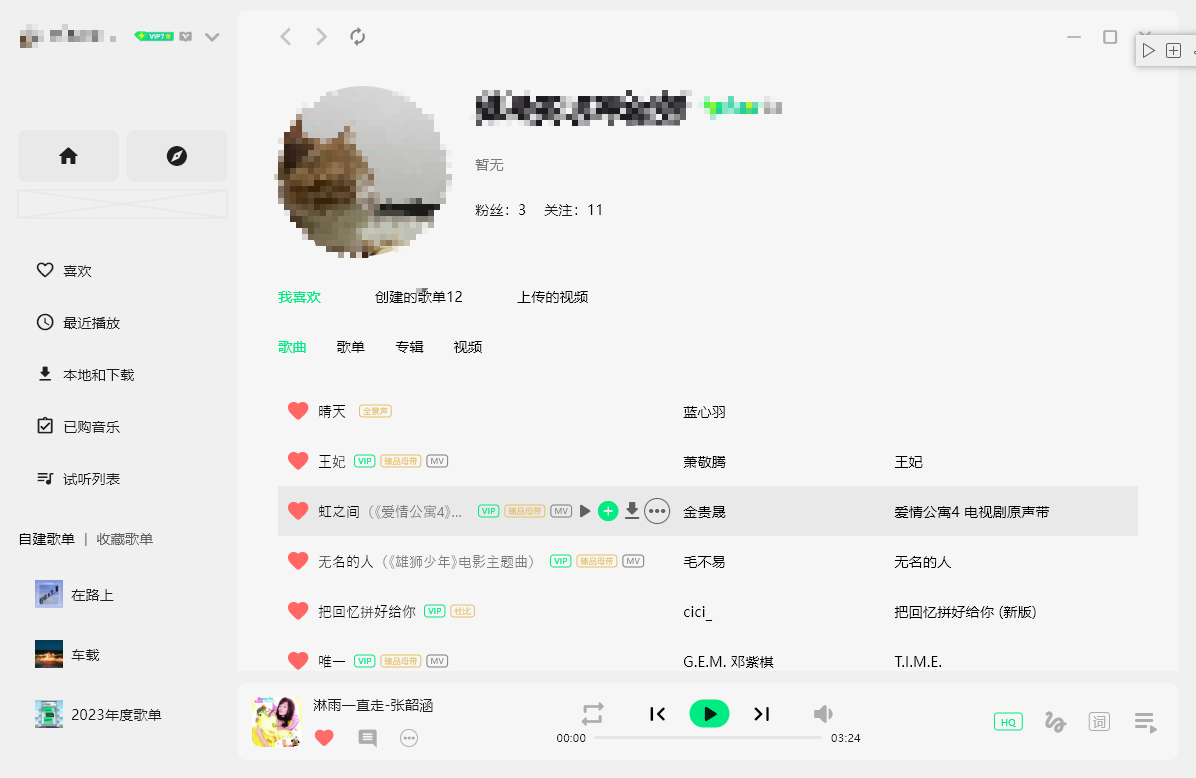 VIP7
暂无
粉丝：3 关注：11
喜欢
最近播放
本地和下载
已购音乐
试听列表
自建歌单 | 收藏歌单
在路上
车载
2023年度歌单
我喜欢 创建的歌单12 上传的视频
歌曲 歌单 专辑 视频
晴天 全景声 蓝心羽
王妃 VIP 臻品母带 MV 萧敬腾 王妃
虹之间（《爱情公寓4》... VIP 臻品母带 MV 金贵晟 爱情公寓4 电视剧原声带
无名的人（《雄狮少年》电影主题曲） VIP 臻品母带 MV 毛不易 无名的人
把回忆拼好给你 VIP 杜比 cici_ 把回忆拼好给你 (新版)
唯一 VIP 臻品母带 MV G.E.M. 邓紫棋 T.I.M.E.
淋雨一直走-张韶涵
00:00 03:24
HQ 词